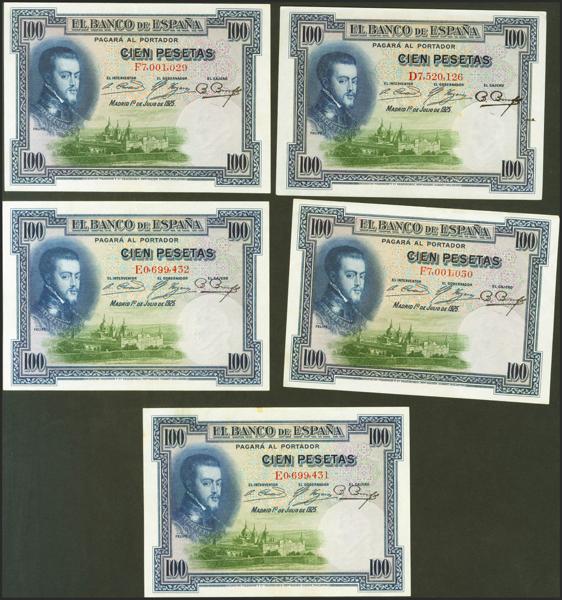 100 EL BANCO DE ESPAÑA 100
PAGARÁ AL PORTADOR
CIEN PESETAS
F7,001,029
EL INTERVENTOR EL GOBERNADOR EL CAJERO
MADRID 1º DE JULIO DE 1925.
FELIPE
100 100
100 EL BANCO DE ESPAÑA 100
PAGARÁ AL PORTADOR
CIEN PESETAS
D7,520,126
EL INTERVENTOR EL GOBERNADOR EL CAJERO
MADRID 1º DE JULIO DE 1925.
FELIPE
100 100
100 EL BANCO DE ESPAÑA 100
PAGARÁ AL PORTADOR
CIEN PESETAS
E0,699,432
EL INTERVENTOR EL GOBERNADOR EL CAJERO
MADRID 1º DE JULIO DE 1925.
FELIPE
100 100
100 EL BANCO DE ESPAÑA 100
PAGARÁ AL PORTADOR
CIEN PESETAS
F7,001,030
EL INTERVENTOR EL GOBERNADOR EL CAJERO
MADRID 1º DE JULIO DE 1925.
FELIPE
100 100
100 EL BANCO DE ESPAÑA 100
PAGARÁ AL PORTADOR
CIEN PESETAS
E0,699,431
EL INTERVENTOR EL GOBERNADOR EL CAJERO
MADRID 1º DE JULIO DE 1925.
FELIPE
100 100